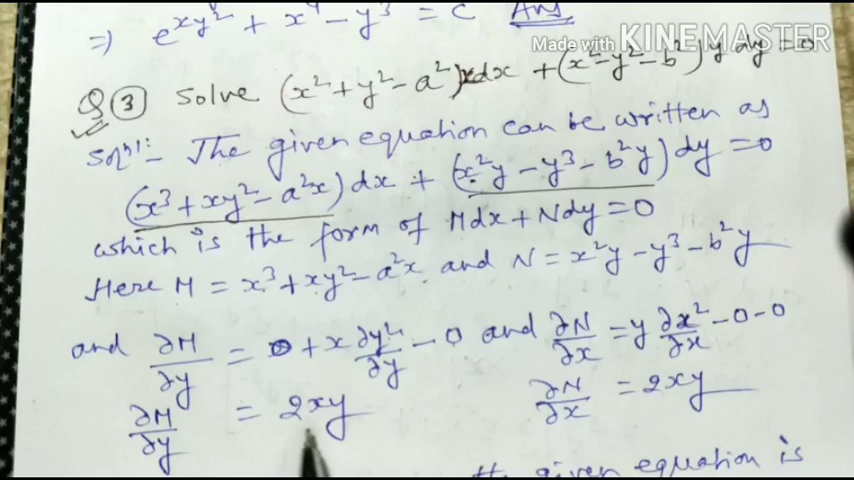 ⇒ e^{xy²} + x⁴ - y³ = c Ans
Made with KINEMASTER
Q ③ Solve (x²+y²-a²)xdx + (x²-y²-b²)y dy = 0
Solⁿ:- The given equation can be written as
(x³+xy²-a²x)dx + (x²y-y³-b²y)dy = 0
which is the form of Mdx+Ndy=0
Here M = x³+xy²-a²x and N = x²y-y³-b²y
and ∂M/∂y = 0+x ∂y²/∂y - 0 and ∂N/∂x = y ∂x²/∂x - 0 - 0
∂M/∂y = 2xy ∂N/∂x = 2xy
the given equation is